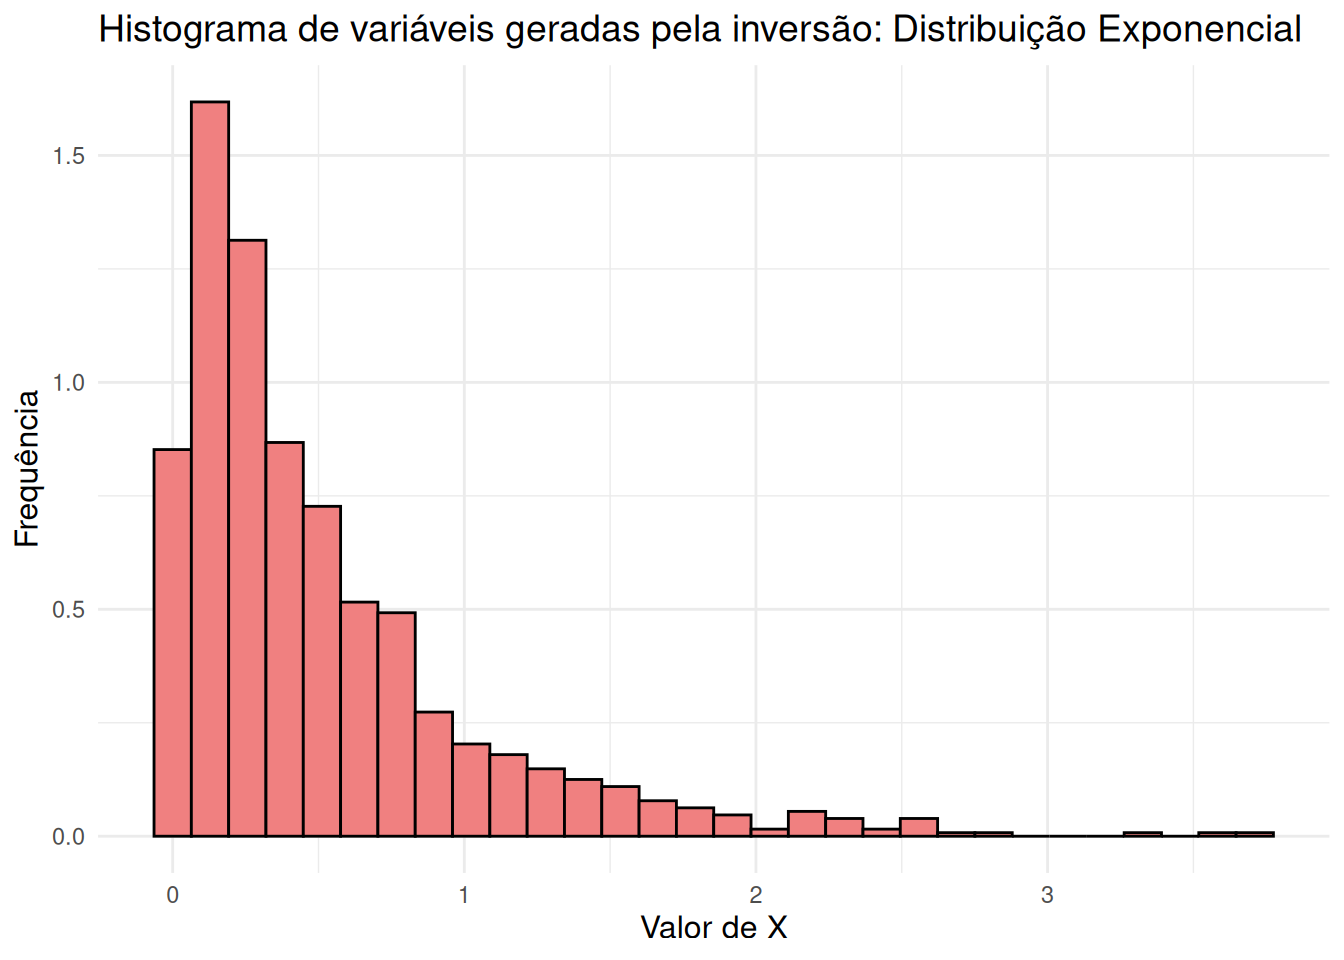 Histograma de variáveis geradas pela inversão: Distribuição Exponencial
Frequência
1.5
1.0
0.5
0.0
0 1 2 3
Valor de X